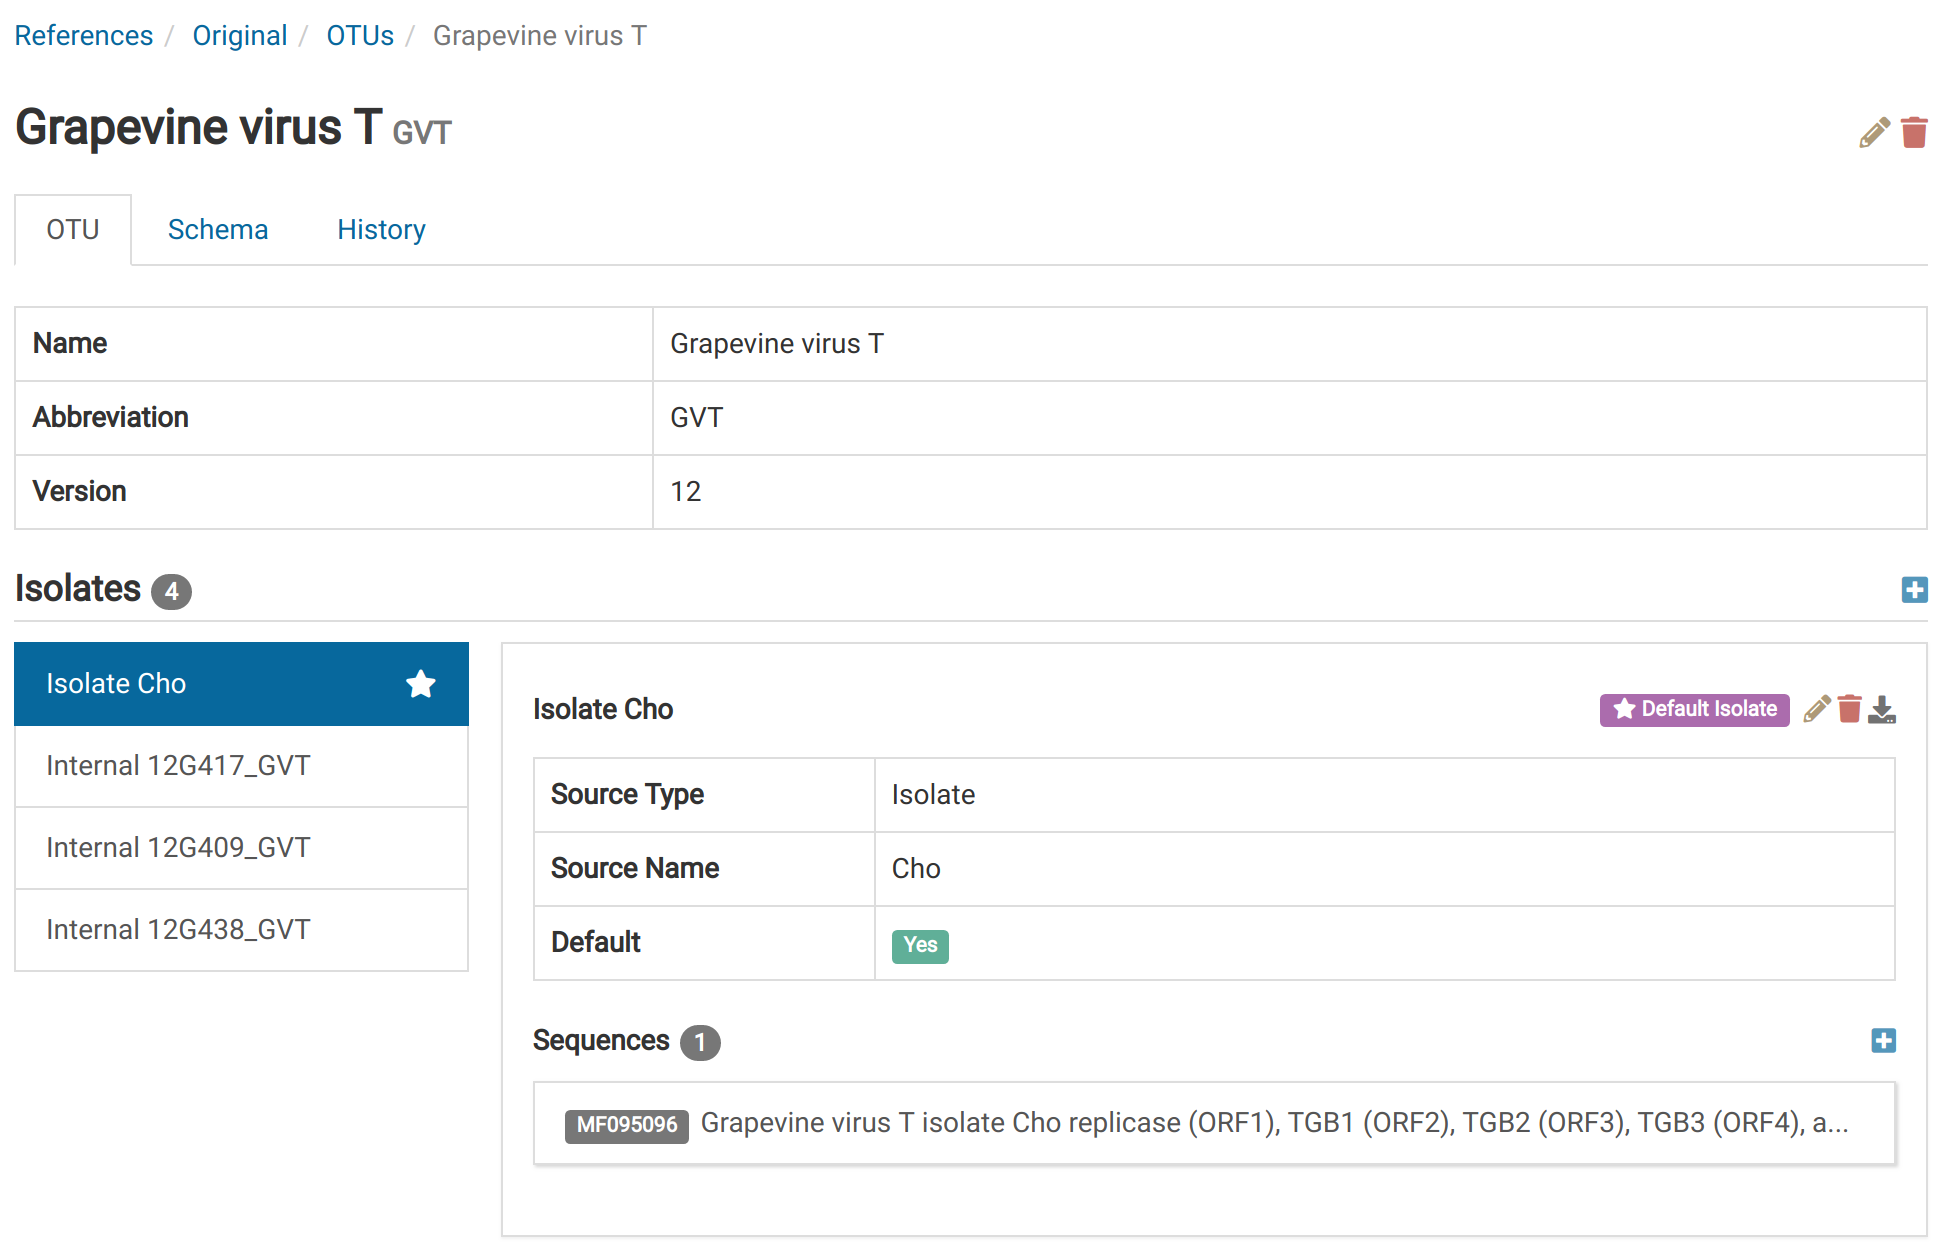 References / Original / OTUs / Grapevine virus T
Grapevine virus T GVT
OTU Schema History
Name Grapevine virus T
Abbreviation GVT
Version 12
Isolates 4
Isolate Cho
Internal 12G417_GVT
Internal 12G409_GVT
Internal 12G438_GVT
Isolate Cho Default Isolate
Source Type Isolate
Source Name Cho
Default Yes
Sequences 1
MF095096 Grapevine virus T isolate Cho replicase (ORF1), TGB1 (ORF2), TGB2 (ORF3), TGB3 (ORF4), a...